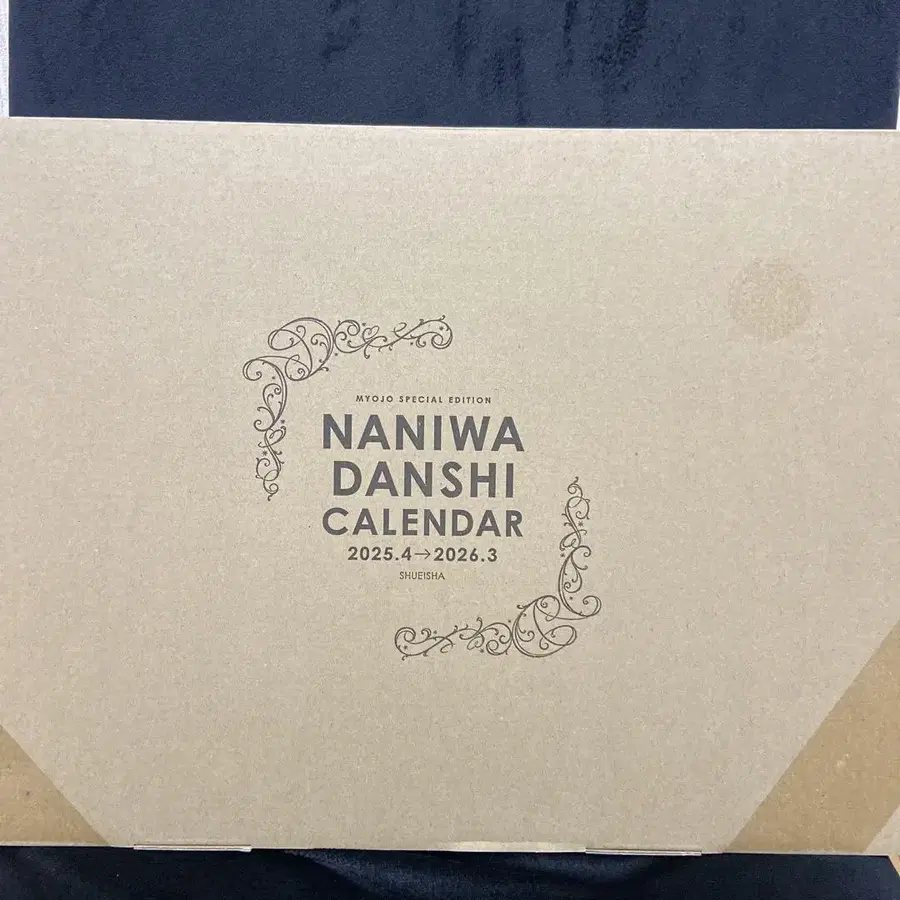 MYOJO SPECIAL EDITION
NANIWA
DANSHI
CALENDAR
2025.4→2026.3
SHUEISHA